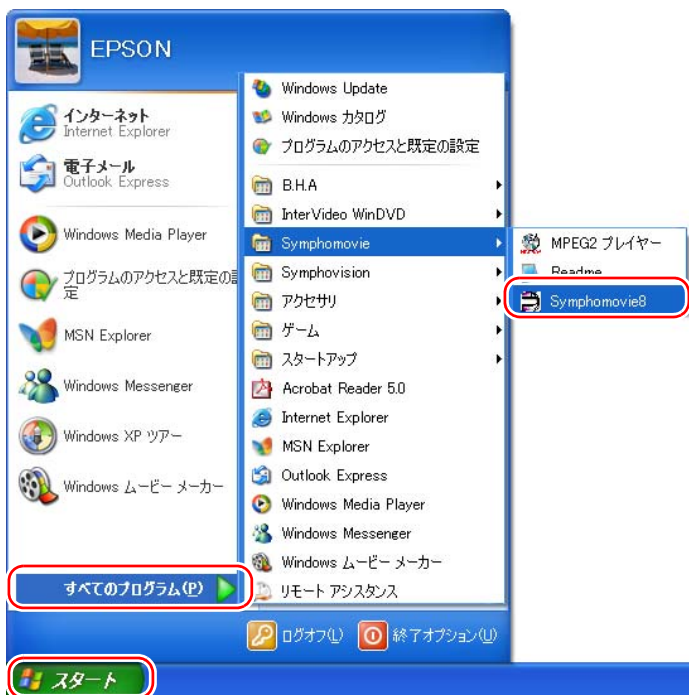 EPSON
インターネット
Internet Explorer
電子メール
Outlook Express
Windows Media Player
プログラムのアクセスと既定の設
定
MSN Explorer
Windows Messenger
Windows XP ツアー
Windows ムービー メーカー
すべてのプログラム(P)
Windows Update
Windows カタログ
プログラムのアクセスと既定の設定
B.H.A
InterVideo WinDVD
Symphomovie
Symphovision
アクセサリ
ゲーム
スタートアップ
Acrobat Reader 5.0
Internet Explorer
MSN Explorer
Outlook Express
Windows Media Player
Windows Messenger
Windows ムービー メーカー
リモート アシスタンス
MPEG2 プレイヤー
Readme
Symphomovie8
ログオフ(L)
終了オプション(U)
スタート